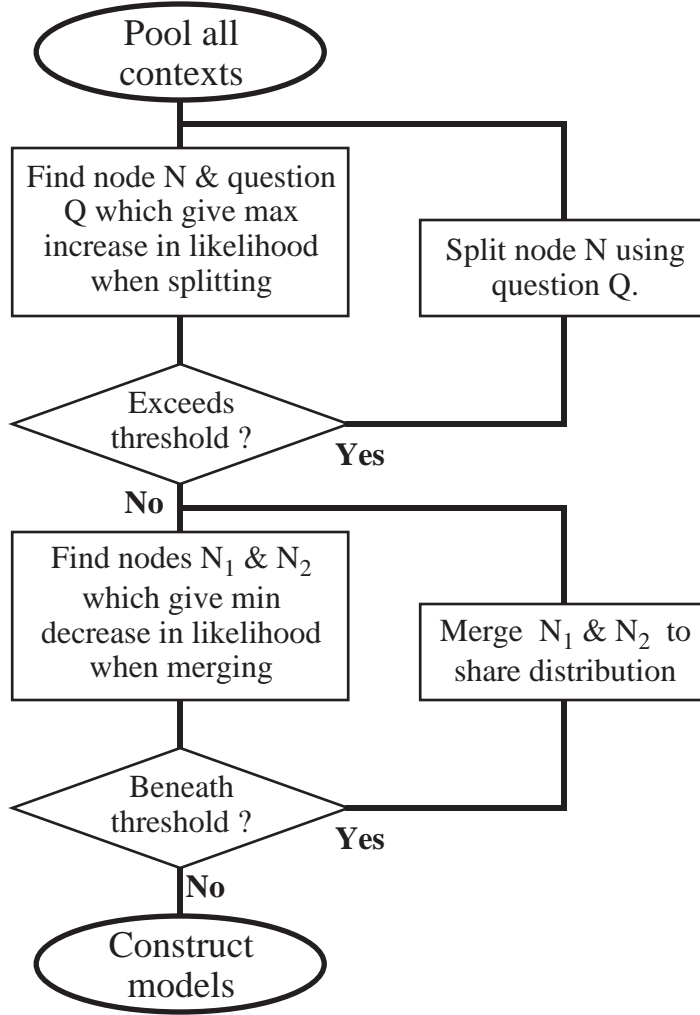 Pool all
contexts
Find node N & question
Q which give max
increase in likelihood
when splitting
Split node N using
question Q.
Exceeds
threshold ?
Yes
No
Find nodes N₁ & N₂
which give min
decrease in likelihood
when merging
Merge N₁ & N₂ to
share distribution
Beneath
threshold ?
Yes
No
Construct
models